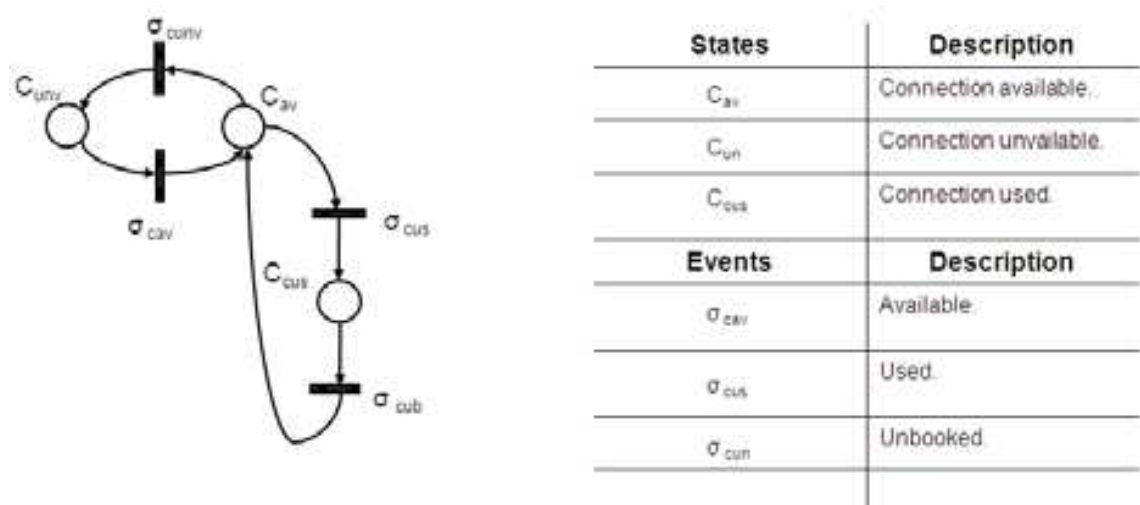 σ cunv
C unv
C av
σ cav
σ cus
C cus
σ cub
States Description
C av Connection available.
C un Connection unvailable.
C cus Connection used.
Events Description
σ cav Available.
σ cus Used.
σ cun Unbooked.